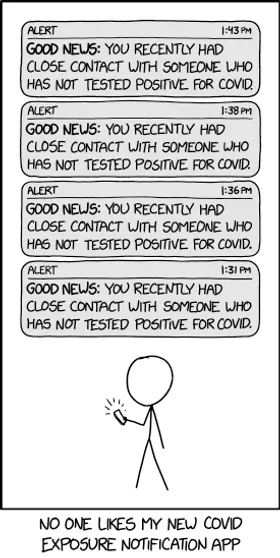 ALERT 1:43 PM
GOOD NEWS: YOU RECENTLY HAD
CLOSE CONTACT WITH SOMEONE WHO
HAS NOT TESTED POSITIVE FOR COVID.
ALERT 1:38 PM
GOOD NEWS: YOU RECENTLY HAD
CLOSE CONTACT WITH SOMEONE WHO
HAS NOT TESTED POSITIVE FOR COVID.
ALERT 1:36 PM
GOOD NEWS: YOU RECENTLY HAD
CLOSE CONTACT WITH SOMEONE WHO
HAS NOT TESTED POSITIVE FOR COVID.
ALERT 1:31 PM
GOOD NEWS: YOU RECENTLY HAD
CLOSE CONTACT WITH SOMEONE WHO
HAS NOT TESTED POSITIVE FOR COVID.
NO ONE LIKES MY NEW COVID
EXPOSURE NOTIFICATION APP